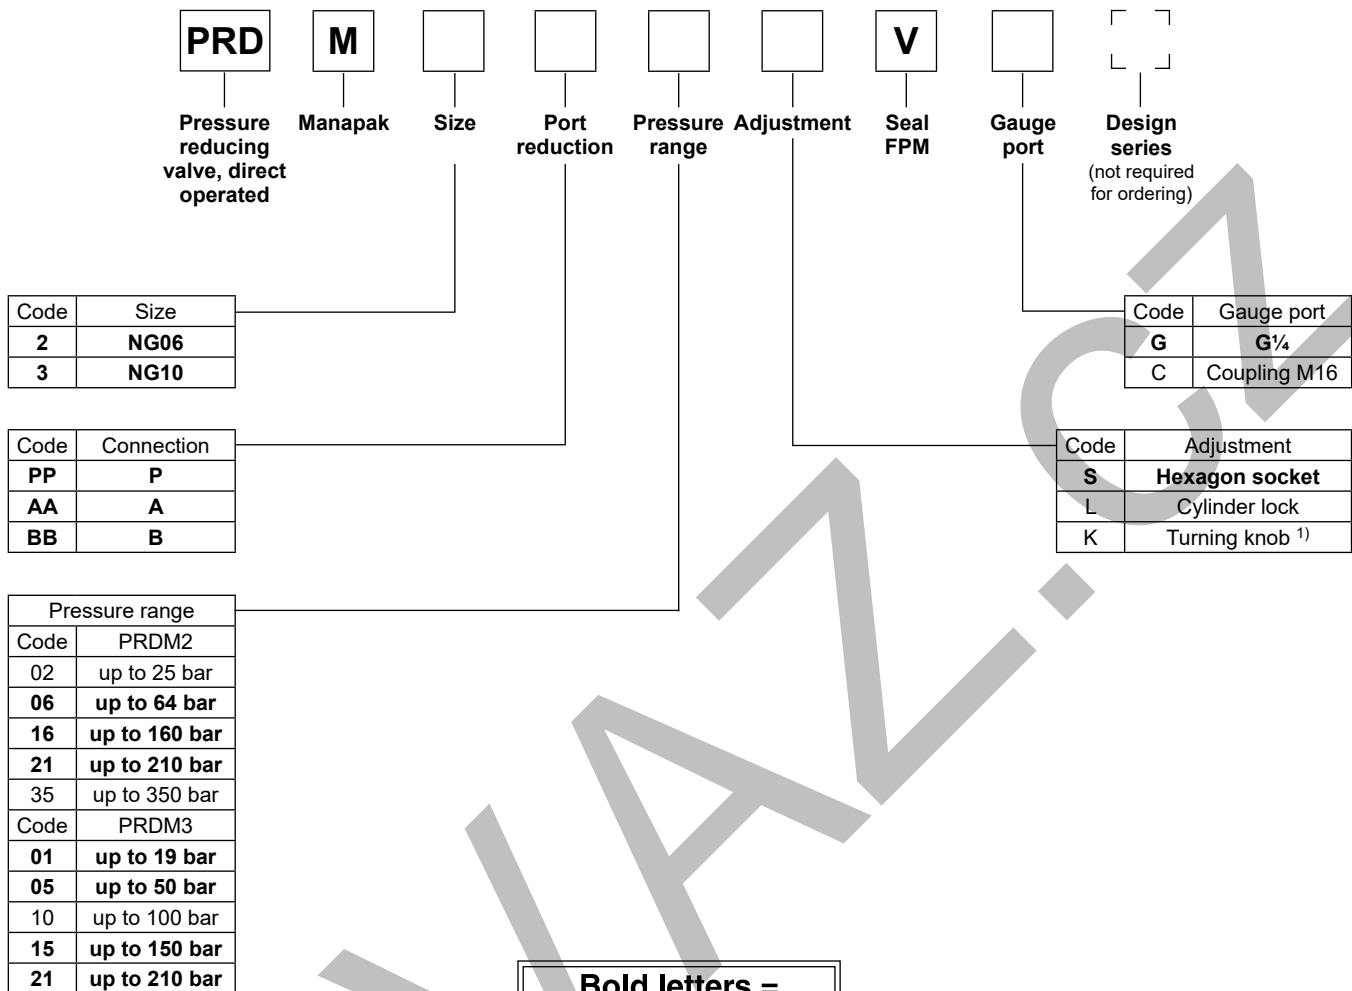 PRD M V
Pressure reducing valve, direct operated
Manapak
Size
Port reduction
Pressure range
Adjustment
Seal FPM
Gauge port
Design series
(not required for ordering)
Code Size
2 NG06
3 NG10
Code Gauge port
G G¼
C Coupling M16
Code Connection
PP P
AA A
BB B
Code Adjustment
S Hexagon socket
L Cylinder lock
K Turning knob 1)
Pressure range
Code PRDM2
02 up to 25 bar
06 up to 64 bar
16 up to 160 bar
21 up to 210 bar
35 up to 350 bar
Code PRDM3
01 up to 19 bar
05 up to 50 bar
10 up to 100 bar
15 up to 150 bar
21 up to 210 bar
Bold letters =
VAZ.cz